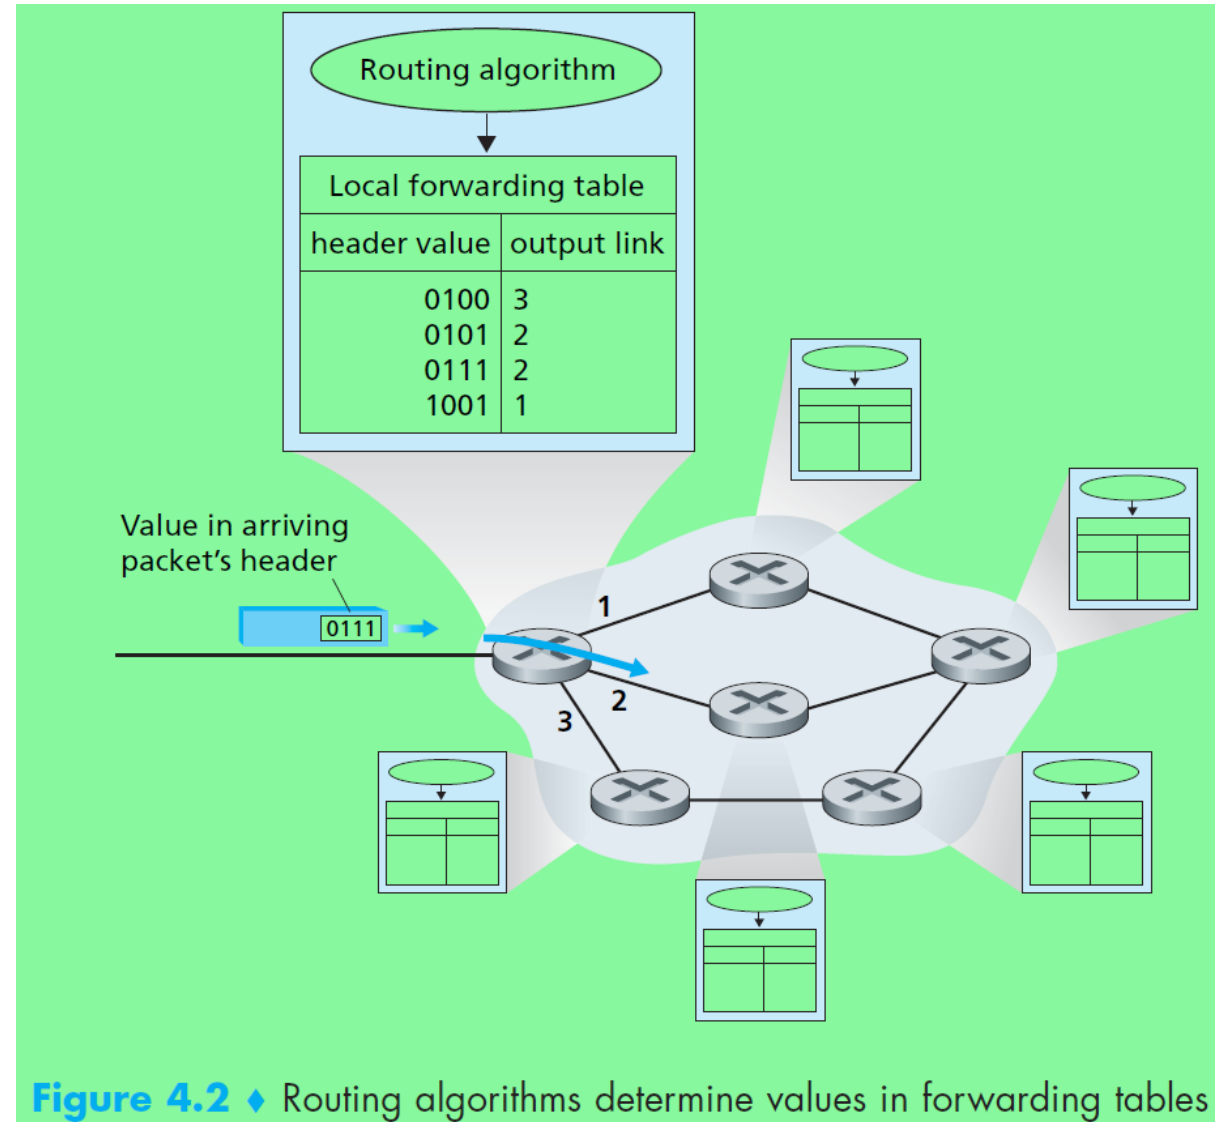 Routing algorithm
Local forwarding table
header value output link
0100 3
0101 2
0111 2
1001 1
Value in arriving
packet’s header
0111
1
2
3
Figure 4.2 ♦ Routing algorithms determine values in forwarding tables